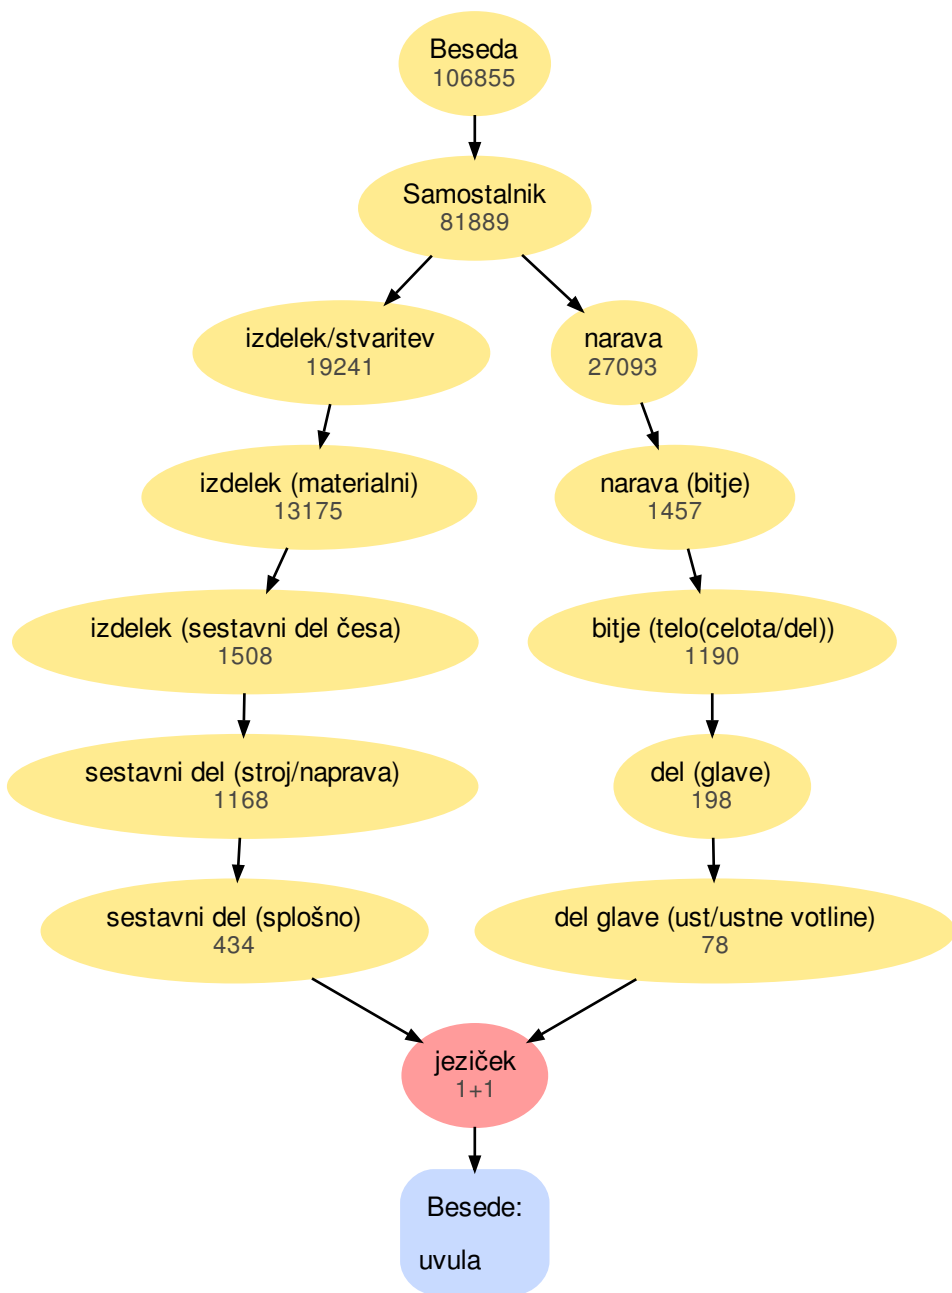 Beseda
106855
Samostalnik
81889
izdelek/stvaritev
19241
narava
27093
izdelek (materialni)
13175
narava (bitje)
1457
izdelek (sestavni del česa)
1508
bitje (telo(celota/del))
1190
sestavni del (stroj/naprava)
1168
del (glave)
198
sestavni del (splošno)
434
del glave (ust/ustne votline)
78
jeziček
1+1
Besede:
uvula